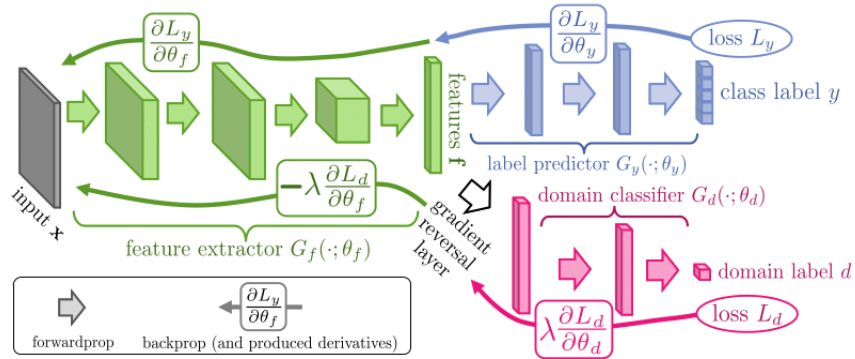 ∂L_y/∂θ_f
∂L_y/∂θ_y
loss L_y
features f
class label y
label predictor G_y(·;θ_y)
input x
−λ ∂L_d/∂θ_f
feature extractor G_f(·;θ_f)
gradient
reversal
layer
domain classifier G_d(·;θ_d)
domain label d
λ ∂L_d/∂θ_d
loss L_d
∂L_y/∂θ_f
forwardprop
backprop (and produced derivatives)